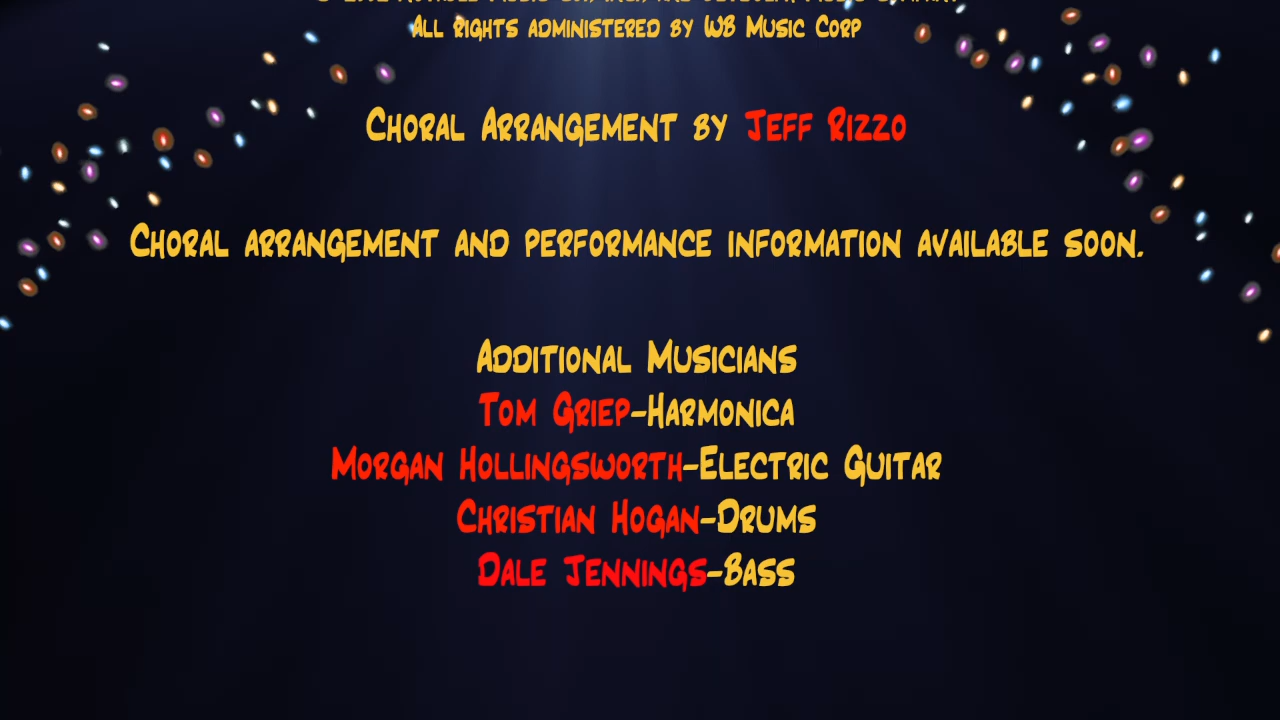 All rights administered by WB Music Corp
Choral Arrangement by Jeff Rizzo
Choral arrangement and performance information available soon.
Additional Musicians
Tom Griep-Harmonica
Morgan Hollingsworth-Electric Guitar
Christian Hogan-Drums
Dale Jennings-Bass